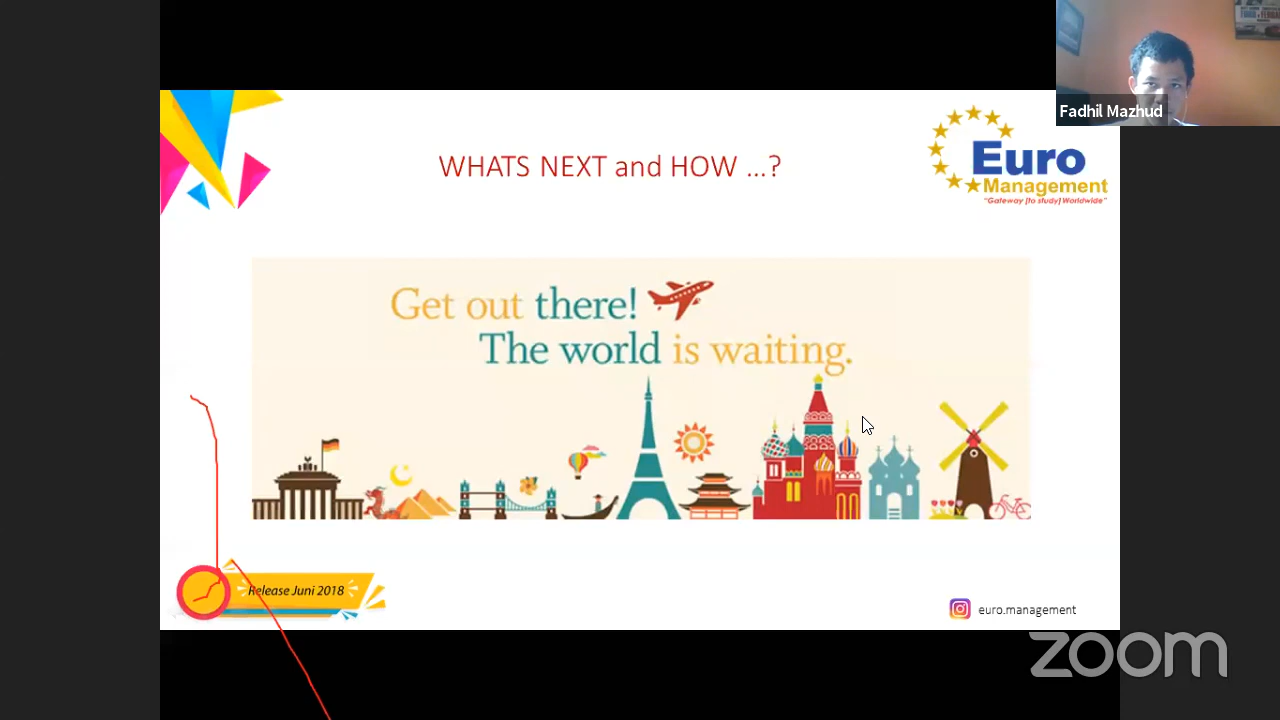 Fadhil Mazhud
WHATS NEXT and HOW ...?
Euro
Management
"Gateway [to study] Worldwide"
Get out there!
The world is waiting.
Release Juni 2018
euro.management
zoom